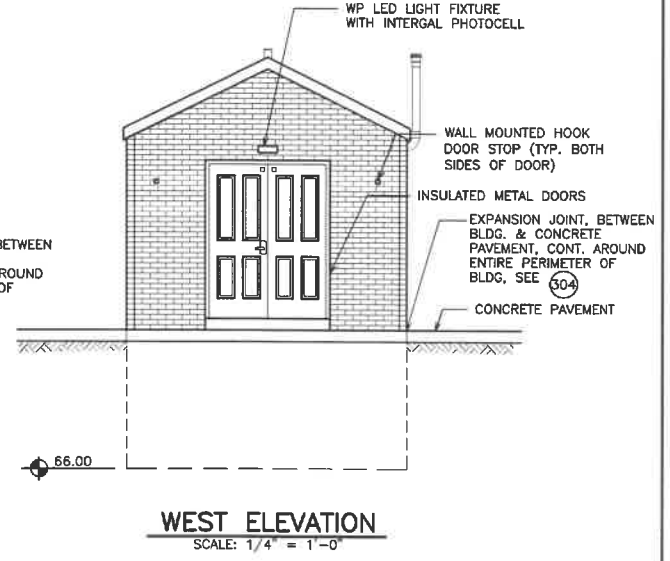 WP LED LIGHT FIXTURE
WITH INTERGAL PHOTOCELL
WALL MOUNTED HOOK
DOOR STOP (TYP. BOTH
SIDES OF DOOR)
INSULATED METAL DOORS
EXPANSION JOINT, BETWEEN
BLDG. & CONCRETE
PAVEMENT, CONT. AROUND
ENTIRE PERIMETER OF
BLDG, SEE 304
CONCRETE PAVEMENT
BETWEEN
ROUND
OF
66.00
WEST ELEVATION
SCALE: 1/4" = 1'-0"